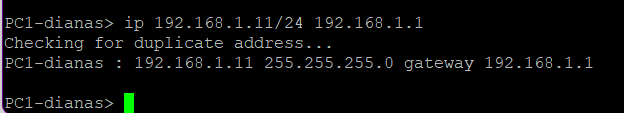 PC1-dianas> ip 192.168.1.11/24 192.168.1.1
Checking for duplicate address...
PC1-dianas : 192.168.1.11 255.255.255.0 gateway 192.168.1.1
PC1-dianas>